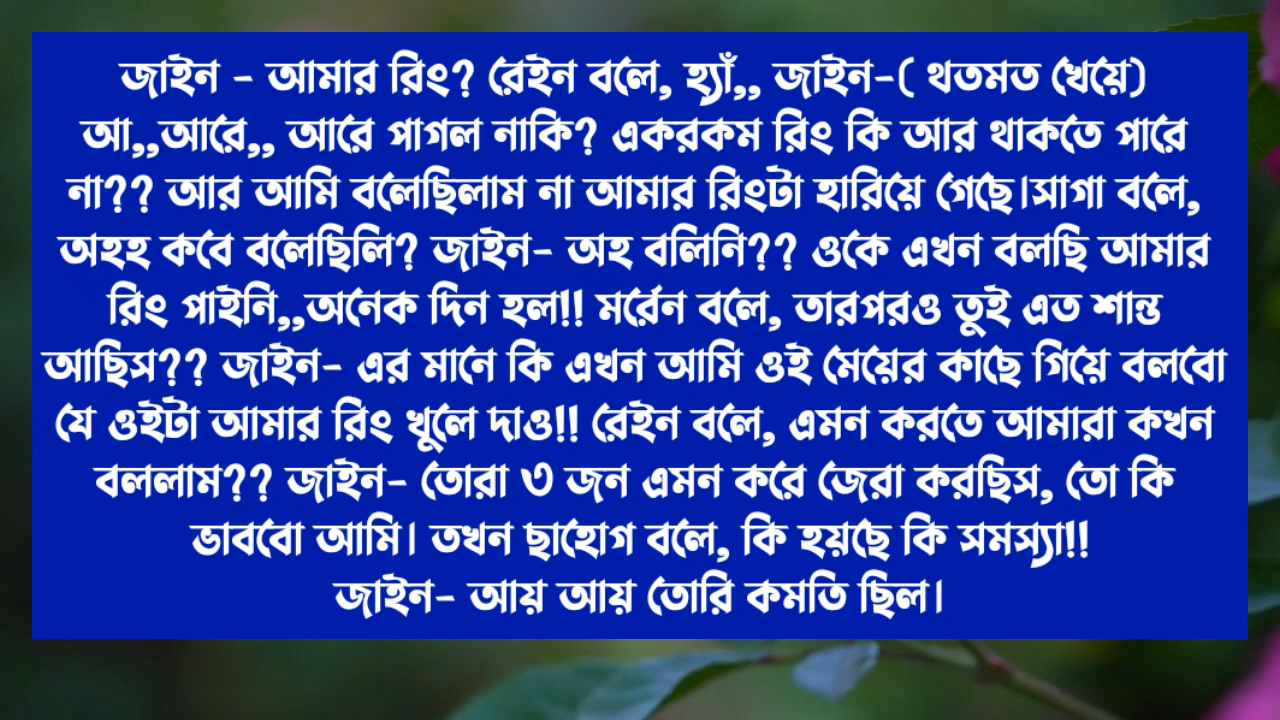 জাইন - আমার রিং? রেইন বলে, হ্যাঁ,, জাইন-( থতমত খেয়ে)
আ,,আরে,, আরে পাগল নাকি? একরকম রিং কি আর থাকতে পারে
না?? আর আমি বলেছিলাম না আমার রিংটা হারিয়ে গেছে।সাগা বলে,
অহহ কবে বলেছিলি? জাইন- অহ বলিনি?? ওকে এখন বলছি আমার
রিং পাইনি,,অনেক দিন হল!! মর্রেন বলে, তারপরও তুই এত শান্ত
আছিস?? জাইন- এর মানে কি এখন আমি ওই মেয়ের কাছে গিয়ে বলবো
যে ওইটা আমার রিং খুলে দাও!! রেইন বলে, এমন করতে আমারা কখন
বললাম?? জাইন- তোরা ৩ জন এমন করে জেরা করছিস, তো কি
ভাববো আমি। তখন ছাহোগ বলে, কি হয়ছে কি সমস্যা!!
জাইন- আয় আয় তোরি কমতি ছিল।